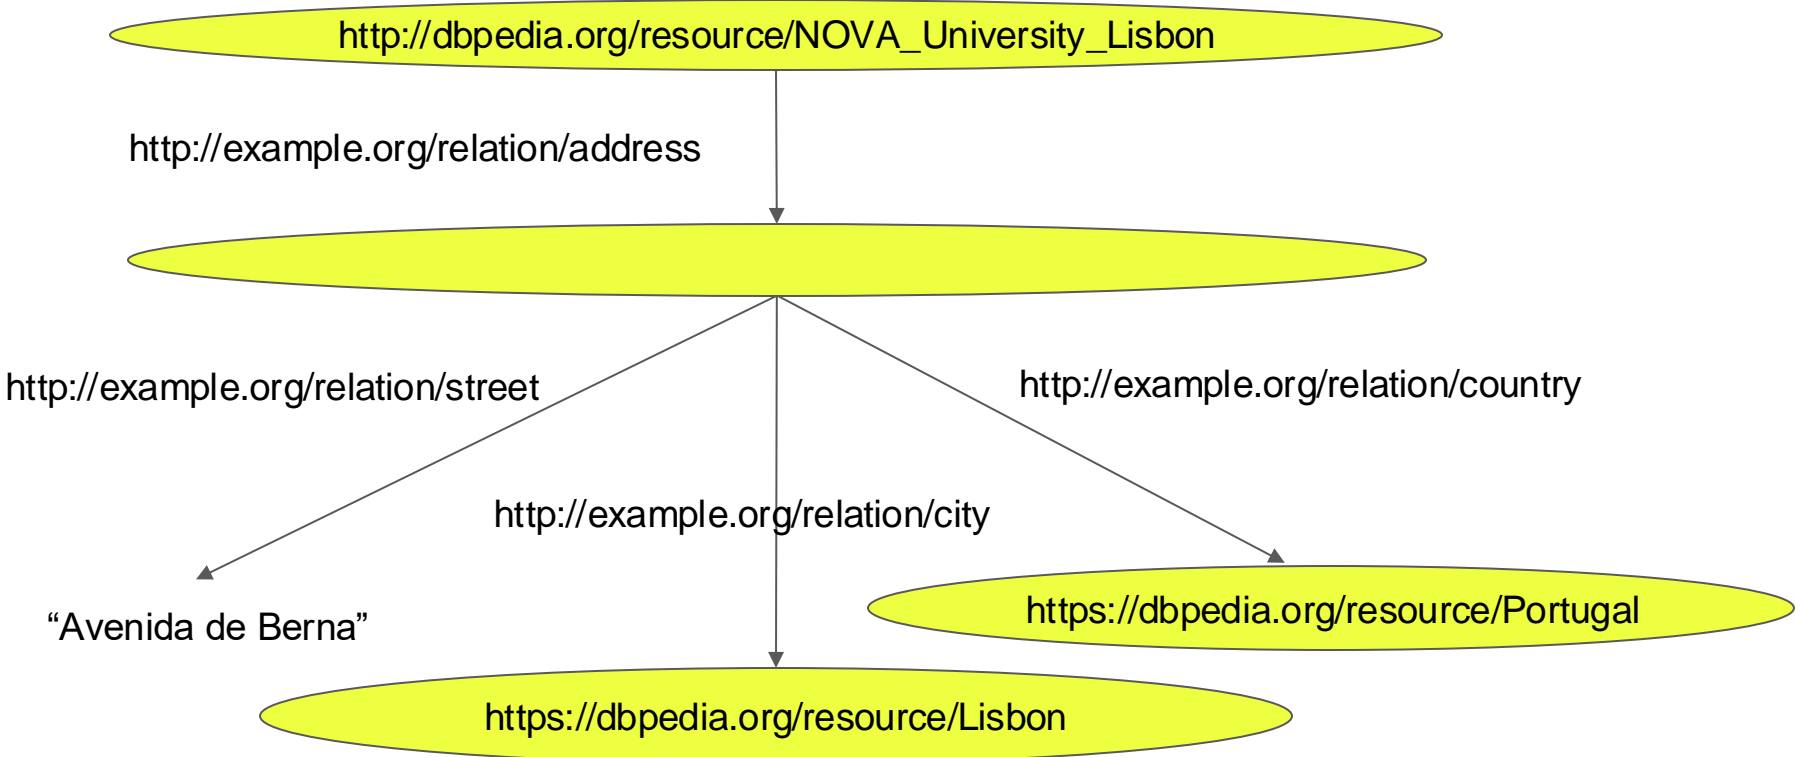 http://dbpedia.org/resource/NOVA_University_Lisbon
http://example.org/relation/address
http://example.org/relation/street
http://example.org/relation/country
http://example.org/relation/city
“Avenida de Berna”
https://dbpedia.org/resource/Portugal
https://dbpedia.org/resource/Lisbon